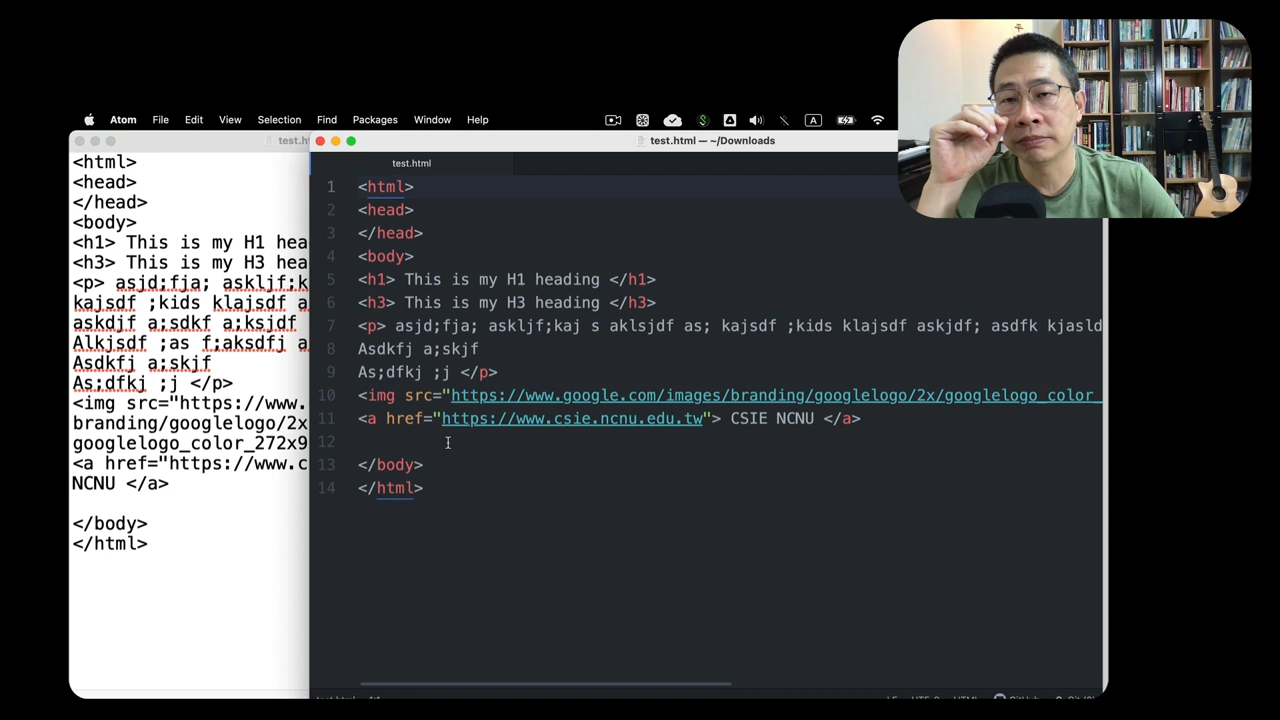 Atom File Edit View Selection Find Packages Window Help
test.h
<html>
<head>
</head>
<body>
<h1> This is my H1 hea
<h3> This is my H3 hea
<p> asjd;fja; askljf;k
kajsdf ;kids klajsdf a
askdjf a;sdkf a;ksjdf
Alkjsdf ;as f;aksdfj a
Asdkfj a;skjf
As;dfkj ;j </p>
<img src="https://www.
branding/googlelogo/2x
googlelogo_color_272x9
<a href="https://www.c
NCNU </a>
</body>
</html>
test.html — ~/Downloads
test.html
1 <html>
2 <head>
3 </head>
4 <body>
5 <h1> This is my H1 heading </h1>
6 <h3> This is my H3 heading </h3>
7 <p> asjd;fja; askljf;kaj s aklsjdf as; kajsdf ;kids klajsdf askjdf; asdfk kjasld
8 Asdkfj a;skjf
9 As;dfkj ;j </p>
10 <img src="https://www.google.com/images/branding/googlelogo/2x/googlelogo_color_
11 <a href="https://www.csie.ncnu.edu.tw"> CSIE NCNU </a>
12
13 </body>
14 </html>